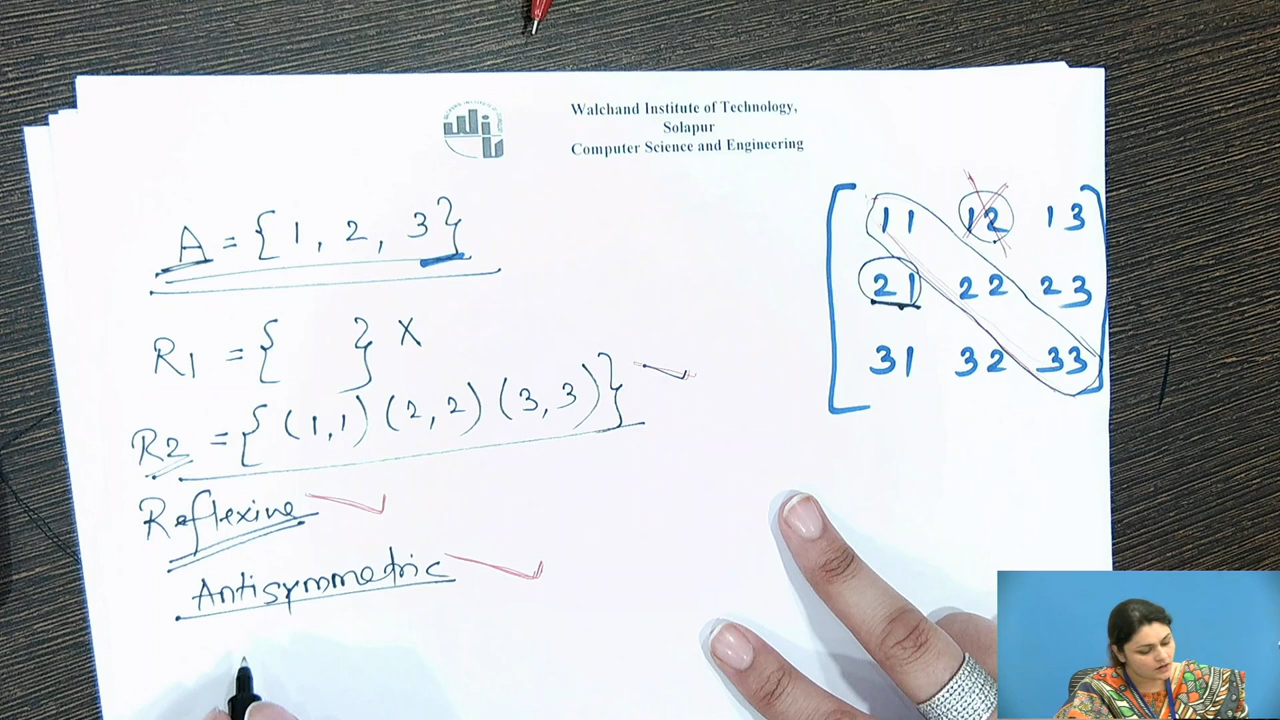 Walchand Institute of Technology,
Solapur
Computer Science and Engineering
A = {1, 2, 3}
R1 = { } X
R2 = {(1,1) (2,2) (3,3)}
Reflexive
Antisymmetric
11 12 13
21 22 23
31 32 33